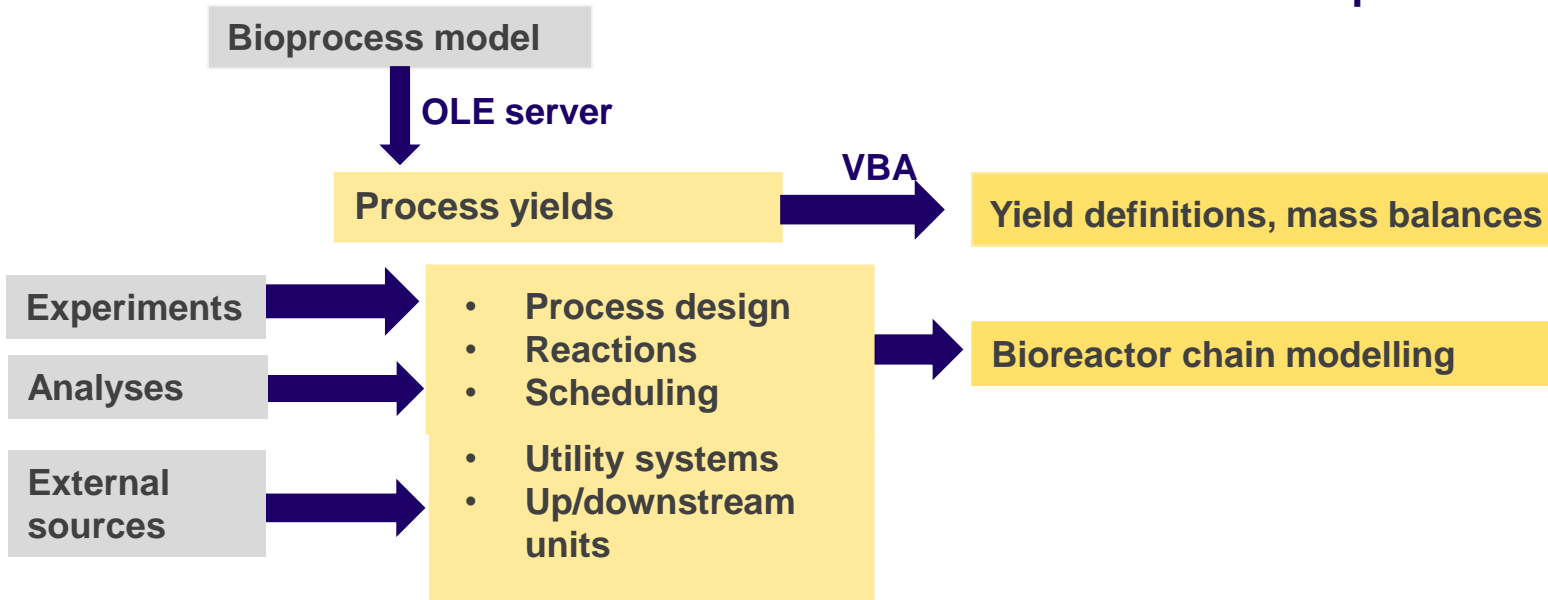 Bioprocess model
OLE server
VBA
Process yields
Yield definitions, mass balances
Experiments
Analyses
External
sources
• Process design
• Reactions
• Scheduling
• Utility systems
• Up/downstream
units
Bioreactor chain modelling